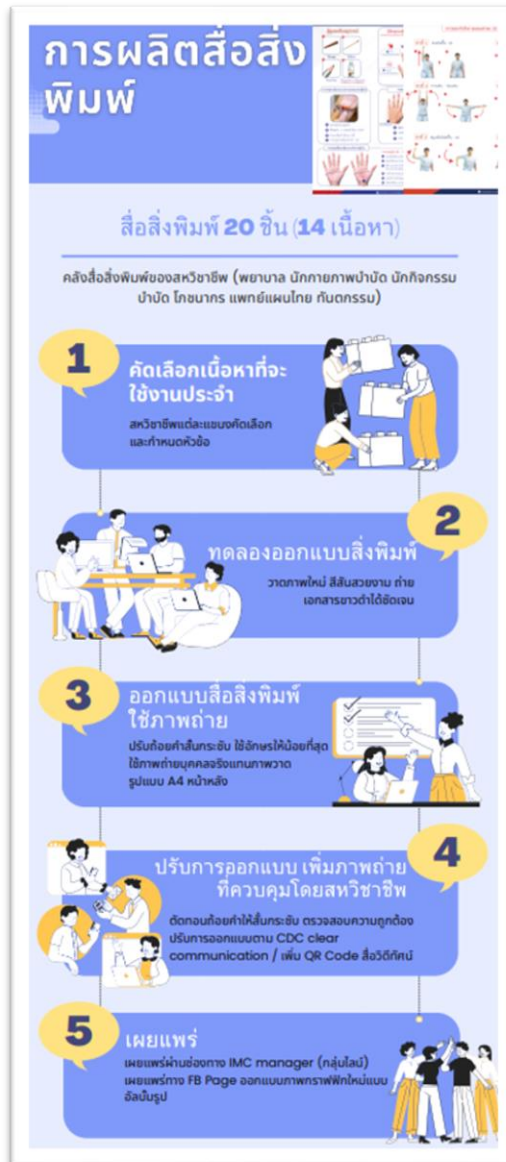 การผลิตสื่อสิ่ง
พิมพ์
สื่อสิ่งพิมพ์ 20 ชิ้น (14 เนื้อหา)
คลังสื่อสิ่งพิมพ์ของสหวิชาชีพ (พยาบาล นักกายภาพบำบัด นักกิจกรรม
บำบัด โภชนากร แพทย์แผนไทย ทันตกรรม)
1
คัดเลือกเนื้อหาที่จะ
ใช้งานประจำ
สหวิชาชีพแต่ละแขนงคัดเลือก
และกำหนดหัวข้อ
2
ทดลองออกแบบสิ่งพิมพ์
วาดภาพใหม่ สีสันสวยงาม ถ่าย
เอกสารขาวดำได้ชัดเจน
3
ออกแบบสื่อสิ่งพิมพ์
ใช้ภาพถ่าย
ปรับถ้อยคำสั้นกระชับ ใช้อักษรให้น้อยที่สุด
ใช้ภาพถ่ายบุคคลจริงแทนภาพวาด
รูปแบบ A4 หน้าหลัง
4
ปรับการออกแบบ เพิ่มภาพถ่าย
ที่ควบคุมโดยสหวิชาชีพ
ตัดทอนถ้อยคำให้สั้นกระชับ ตรวจสอบความถูกต้อง
ปรับการออกแบบตาม CDC clear
communication / เพิ่ม QR Code สื่อวิดีทัศน์
5
เผยแพร่
เผยแพร่ผ่านช่องทาง IMC manager (กลุ่มไลน์)
เผยแพร่ทาง FB Page ออกแบบภาพกราฟฟิกใหม่แบบ
อัลบั้มรูป